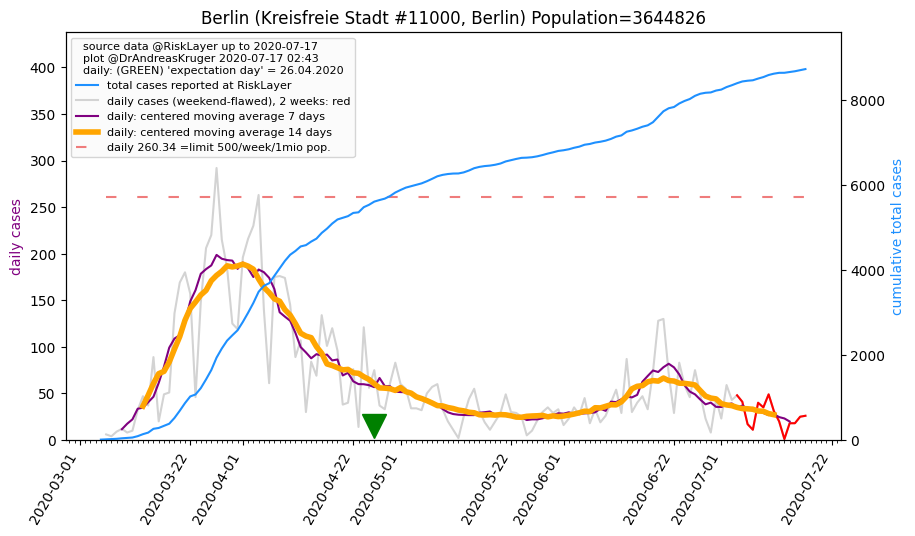 Berlin (Kreisfreie Stadt #11000, Berlin) Population=3644826
source data @RiskLayer up to 2020-07-17
plot @DrAndreasKruger 2020-07-17 02:43
daily: (GREEN) 'expectation day' = 26.04.2020
total cases reported at RiskLayer
daily cases (weekend-flawed), 2 weeks: red
daily: centered moving average 7 days
daily: centered moving average 14 days
daily 260.34 =limit 500/week/1mio pop.
daily cases
400
350
300
250
200
150
100
50
0
cumulative total cases
8000
6000
4000
2000
0
2020-03-01
2020-03-22
2020-04-01
2020-04-22
2020-05-01
2020-05-22
2020-06-01
2020-06-22
2020-07-01
2020-07-22